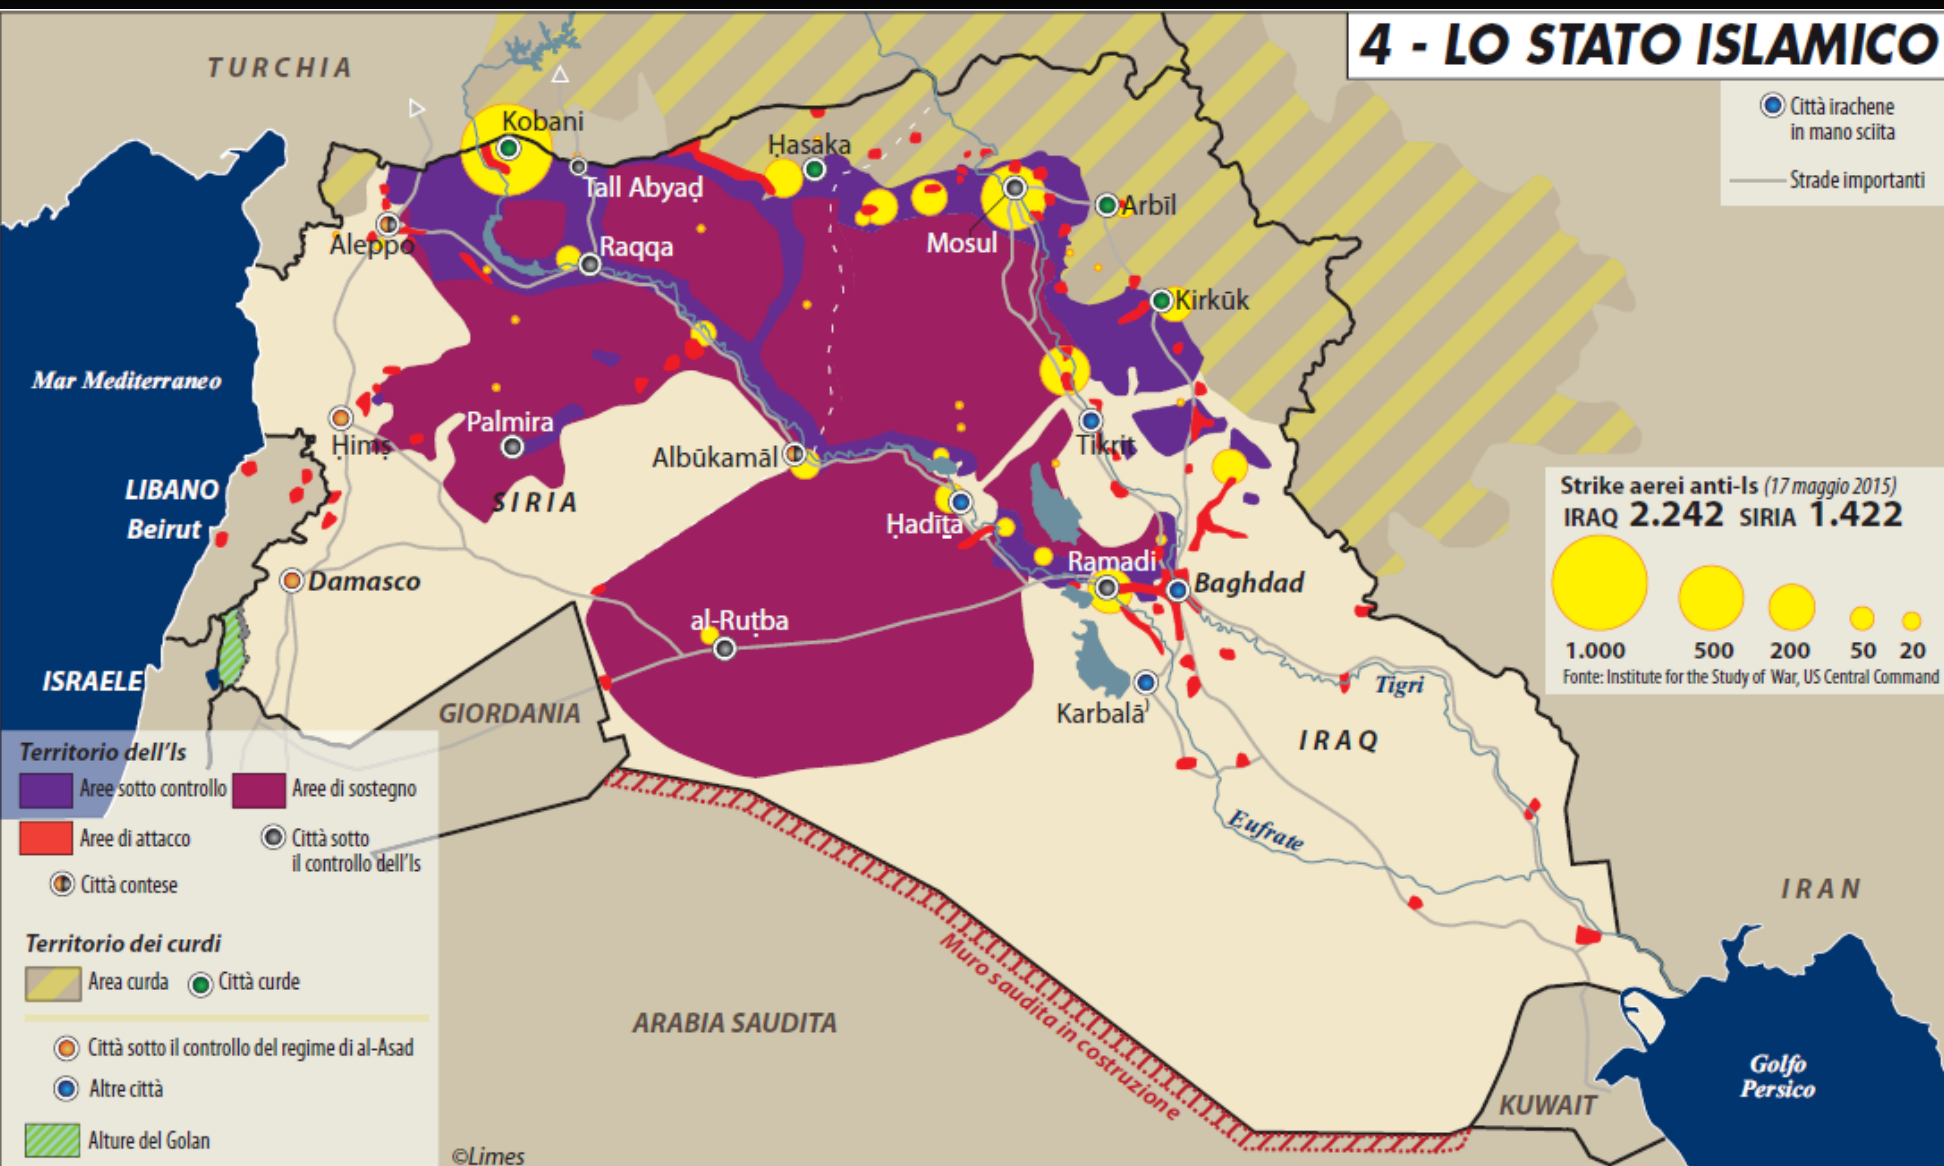 4 - LO STATO ISLAMICO
Città irachene
in mano sciita
Strade importanti
TURCHIA
Kobani
Tall Abyaḍ
Ḥasaka
Mosul
Arbīl
Kirkūk
Aleppo
Raqqa
Mar Mediterraneo
Ḥimṣ
Palmira
Albūkamāl
Tikrit
LIBANO
Beirut
SIRIA
Ḥadīṯa
Ramadi
Baghdad
Damasco
al-Ruṭba
ISRAELE
GIORDANIA
Karbalā’
IRAQ
Tigri
Eufrate
IRAN
Muro saudita in costruzione
ARABIA SAUDITA
KUWAIT
Golfo
Persico
Strike aerei anti-Is (17 maggio 2015)
IRAQ 2.242 SIRIA 1.422
1.000 500 200 50 20
Fonte: Institute for the Study of War, US Central Command
Territorio dell’Is
Aree sotto controllo
Aree di sostegno
Aree di attacco
Città sotto
il controllo dell’Is
Città contese
Territorio dei curdi
Area curda
Città curde
Città sotto il controllo del regime di al-Asad
Altre città
Alture del Golan
©Limes